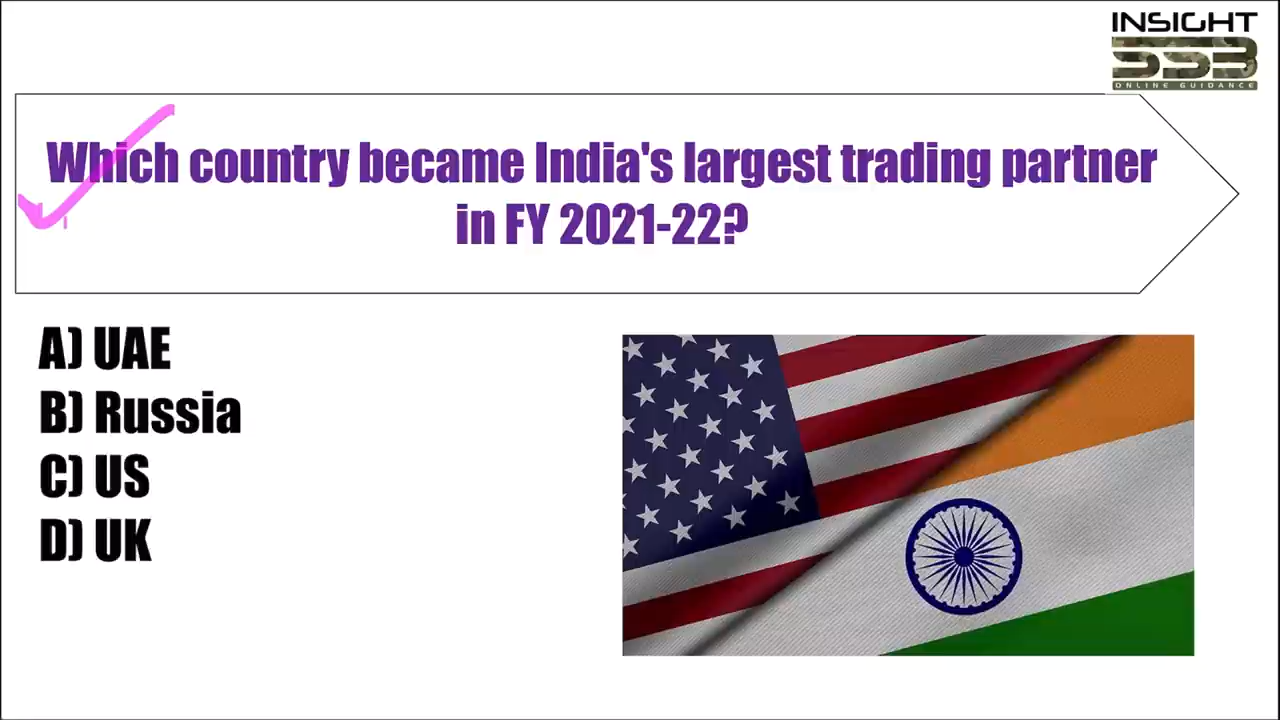 INSIGHT
SSB
ONLINE GUIDANCE
Which country became India's largest trading partner
in FY 2021-22?
A) UAE
B) Russia
C) US
D) UK